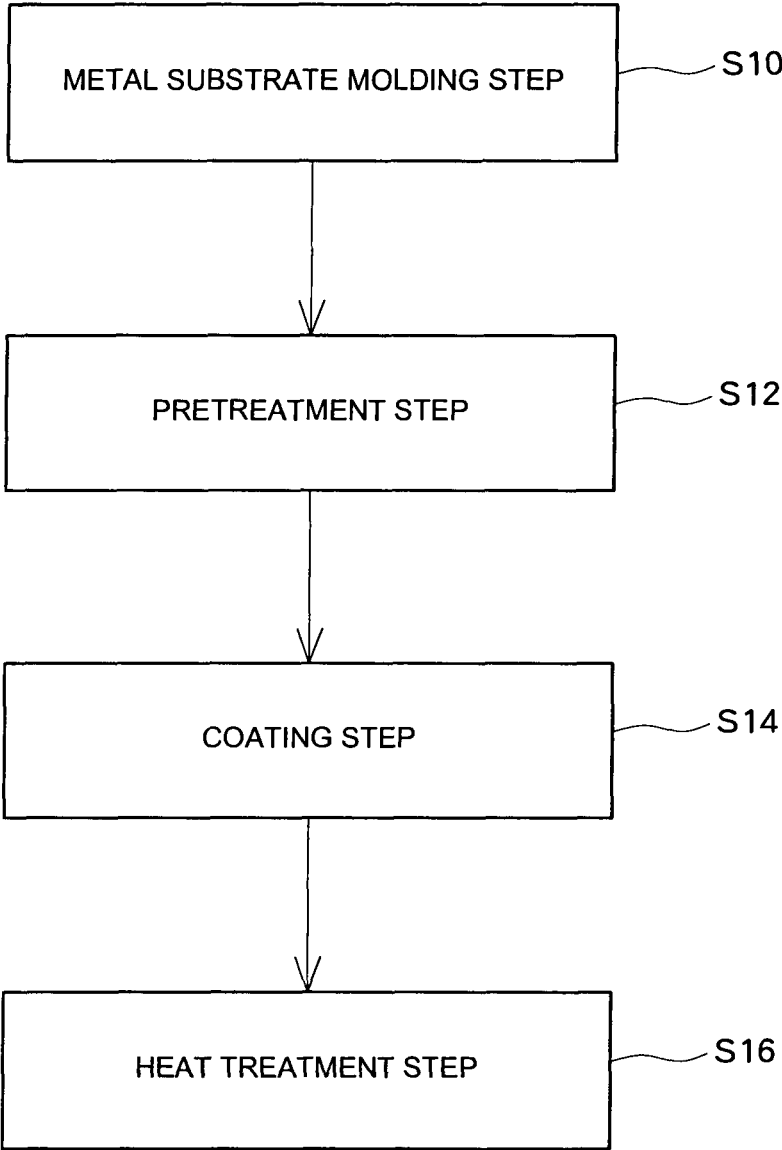 METAL SUBSTRATE MOLDING STEP
S10
PRETREATMENT STEP
S12
COATING STEP
S14
HEAT TREATMENT STEP
S16